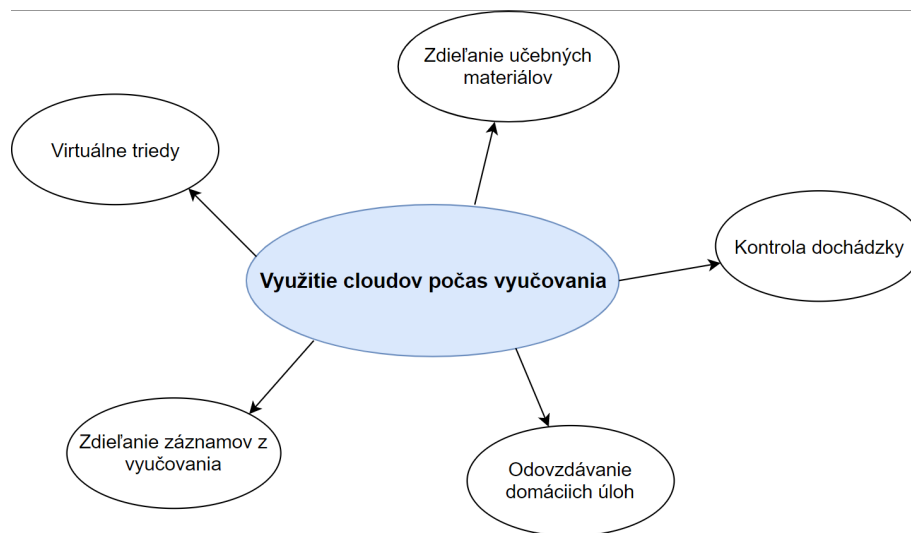 Zdieľanie učebných
materiálov
Virtuálne triedy
Kontrola dochádzky
Využitie cloudov počas vyučovania
Zdieľanie záznamov z
vyučovania
Odovzdávanie
domáciich úloh